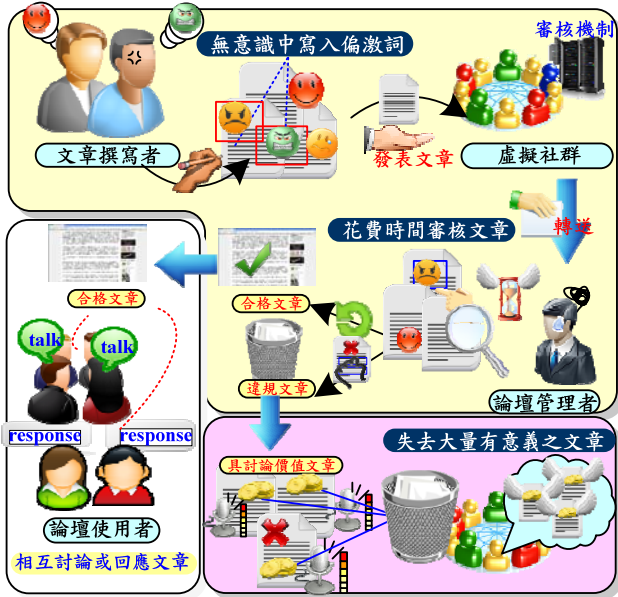 無意識中寫入偏激詞
審核機制
文章撰寫者
發表文章
虛擬社群
轉送
花費時間審核文章
合格文章
合格文章
talk
talk
違規文章
論壇管理者
response
response
失去大量有意義之文章
具討論價值文章
論壇使用者
相互討論或回應文章